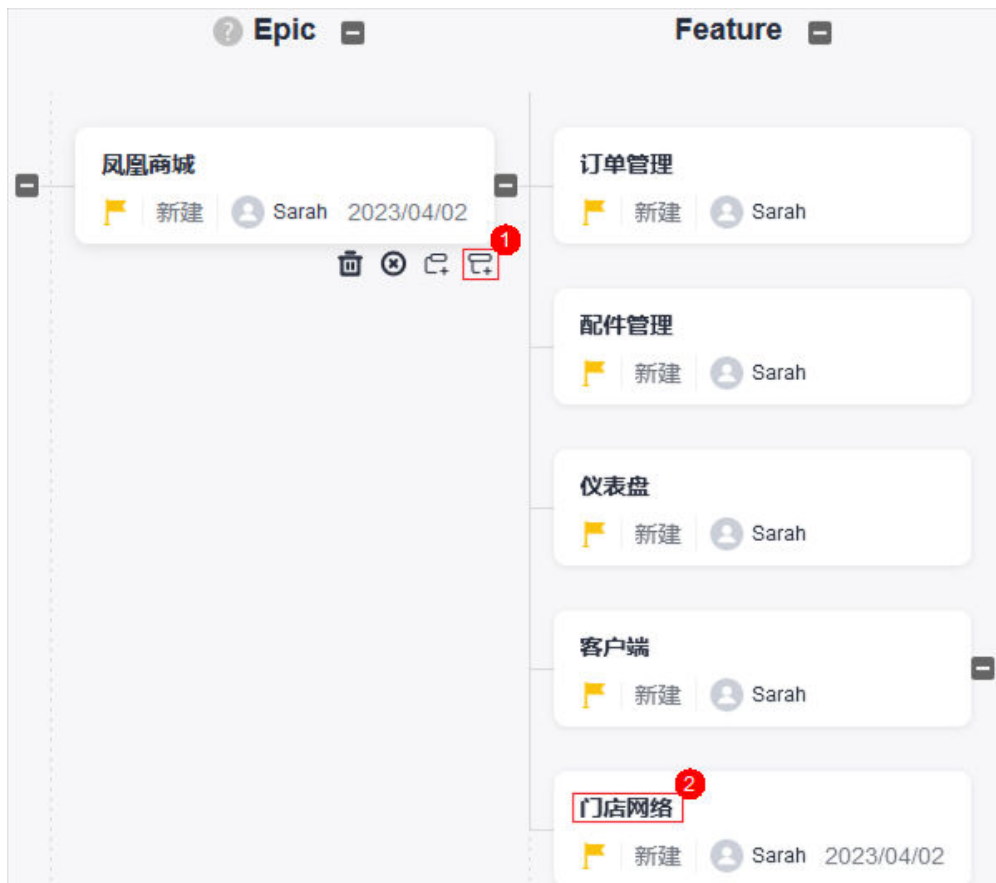 ? Epic
Feature
凤凰商城
新建 Sarah 2023/04/02
1
订单管理
新建 Sarah
配件管理
新建 Sarah
仪表盘
新建 Sarah
客户端
新建 Sarah
2
门店网络
新建 Sarah 2023/04/02